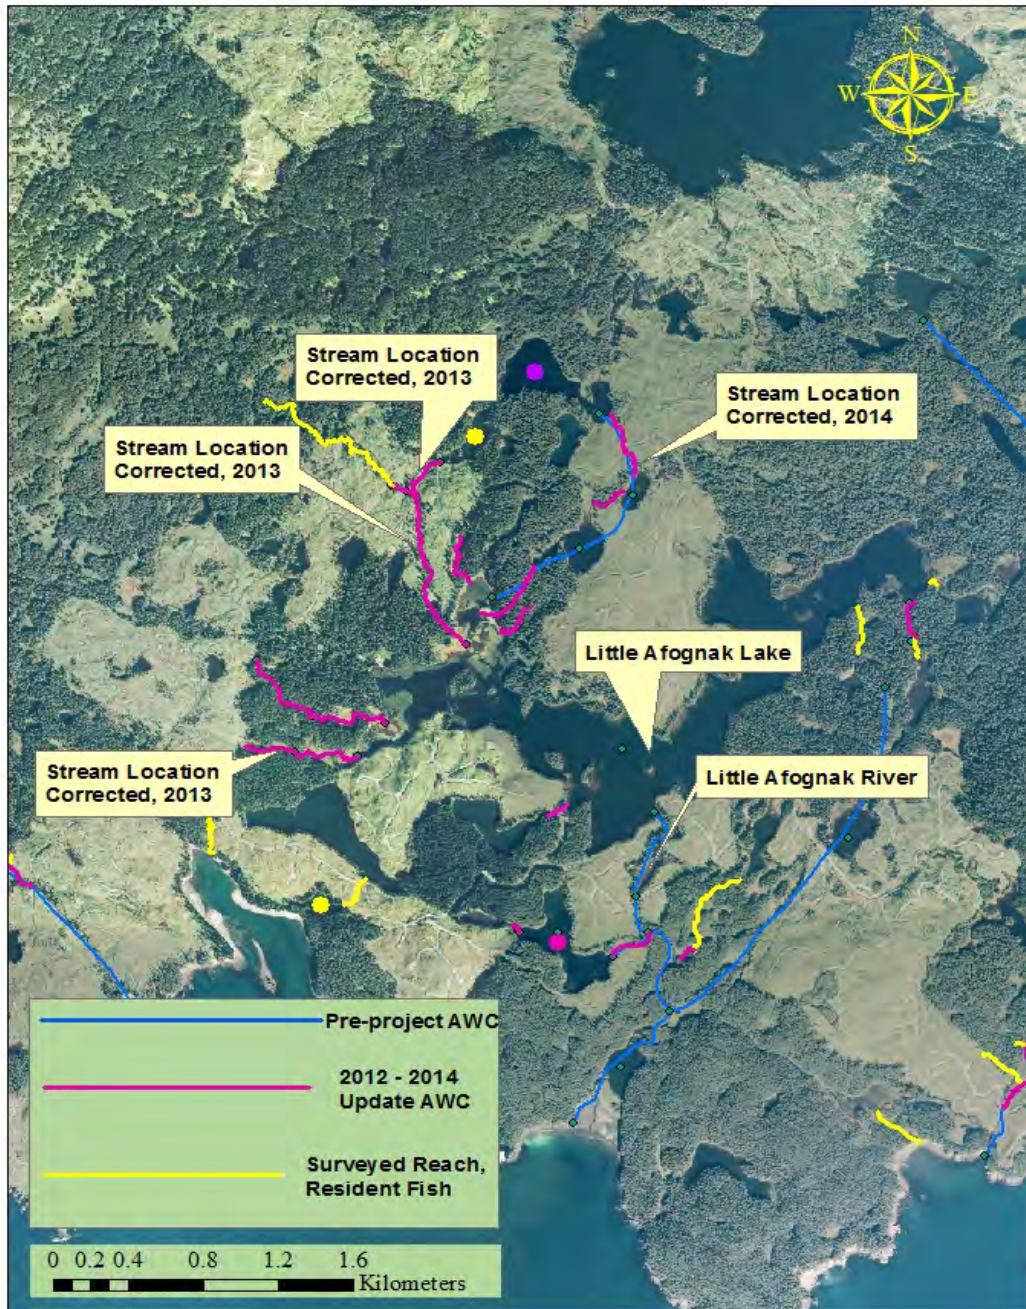 N
W E
S
Stream Location
Corrected, 2013
Stream Location
Corrected, 2014
Stream Location
Corrected, 2013
Little Afognak Lake
Stream Location
Corrected, 2013
Little Afognak River
Pre-project AWC
2012 - 2014
Update AWC
Surveyed Reach,
Resident Fish
0 0.2 0.4 0.8 1.2 1.6
Kilometers